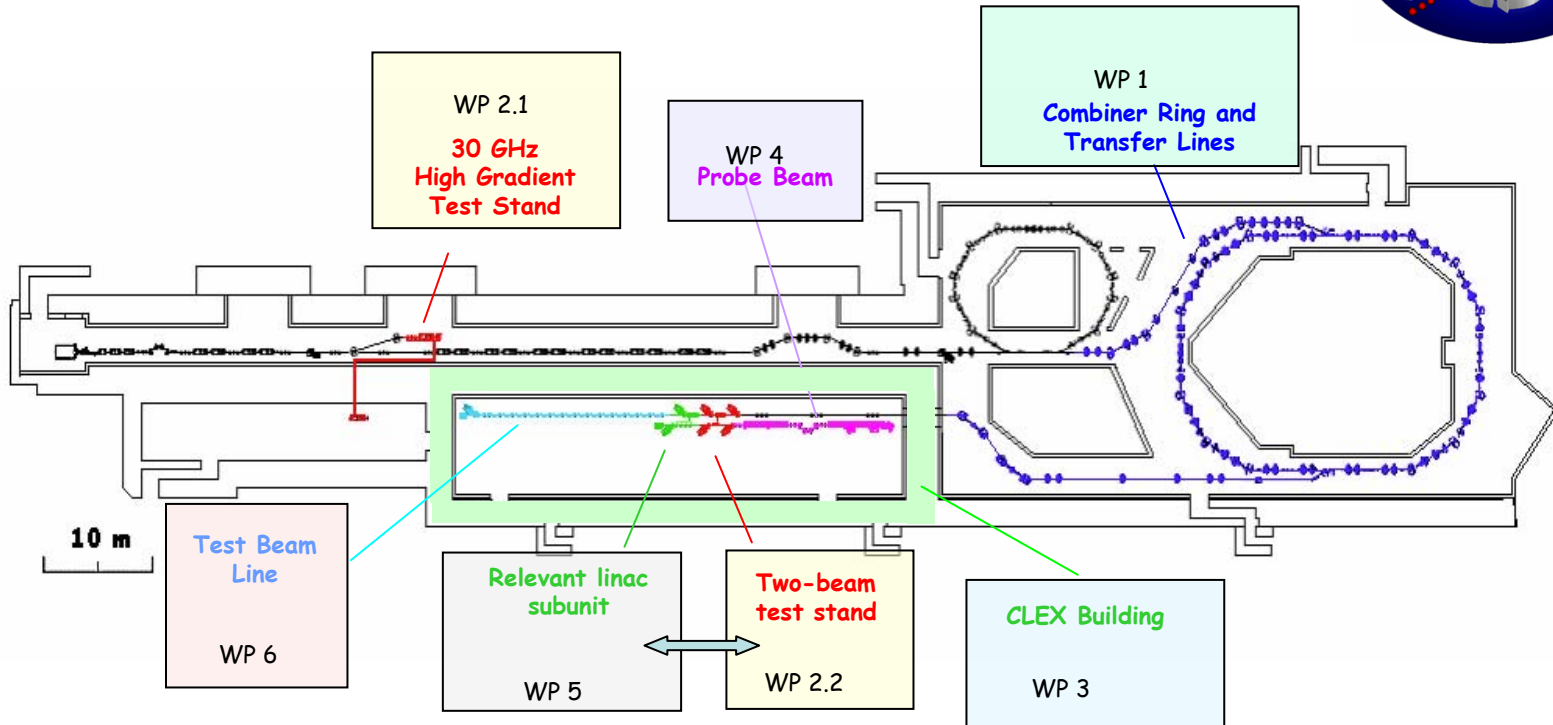 WP 2.1
30 GHz
High Gradient
Test Stand
WP 4
Probe Beam
WP 1
Combiner Ring and
Transfer Lines
10 m
Test Beam
Line
WP 6
Relevant linac
subunit
WP 5
Two-beam
test stand
WP 2.2
CLEX Building
WP 3